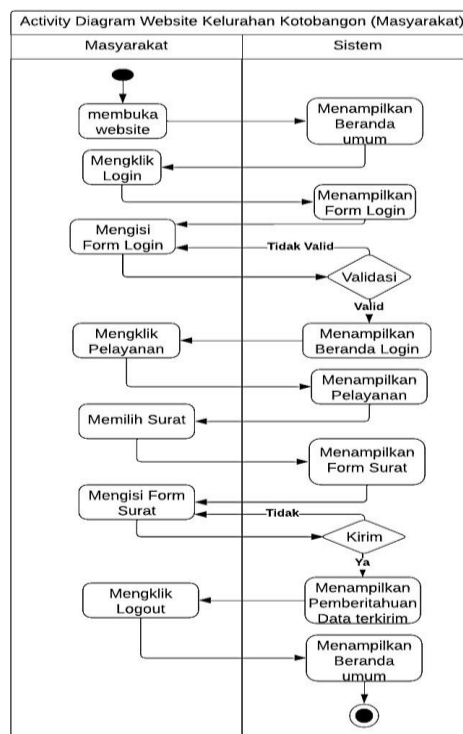 Activity Diagram Website Kelurahan Kotobangon (Masyarakat)
Masyarakat
Sistem
membuka
website
Menampilkan
Beranda
umum
Mengklik
Login
Menampilkan
Form Login
Mengisi
Form Login
Tidak Valid
Validasi
Valid
Menampilkan
Beranda Login
Mengklik
Pelayanan
Menampilkan
Pelayanan
Memilih Surat
Menampilkan
Form Surat
Mengisi Form
Surat
Tidak
Kirim
Ya
Menampilkan
Pemberitahuan
Data terkirim
Mengklik
Logout
Menampilkan
Beranda
umum